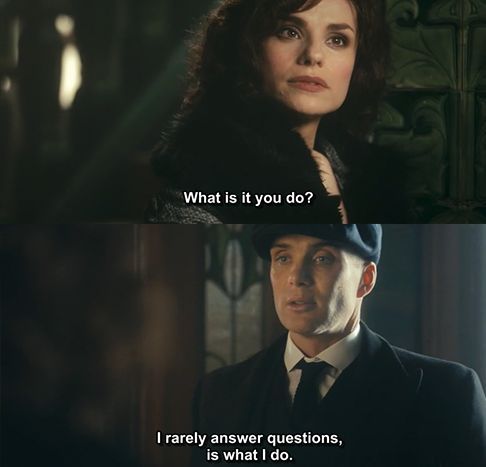 What is it you do?
I rarely answer questions,
is what I do.